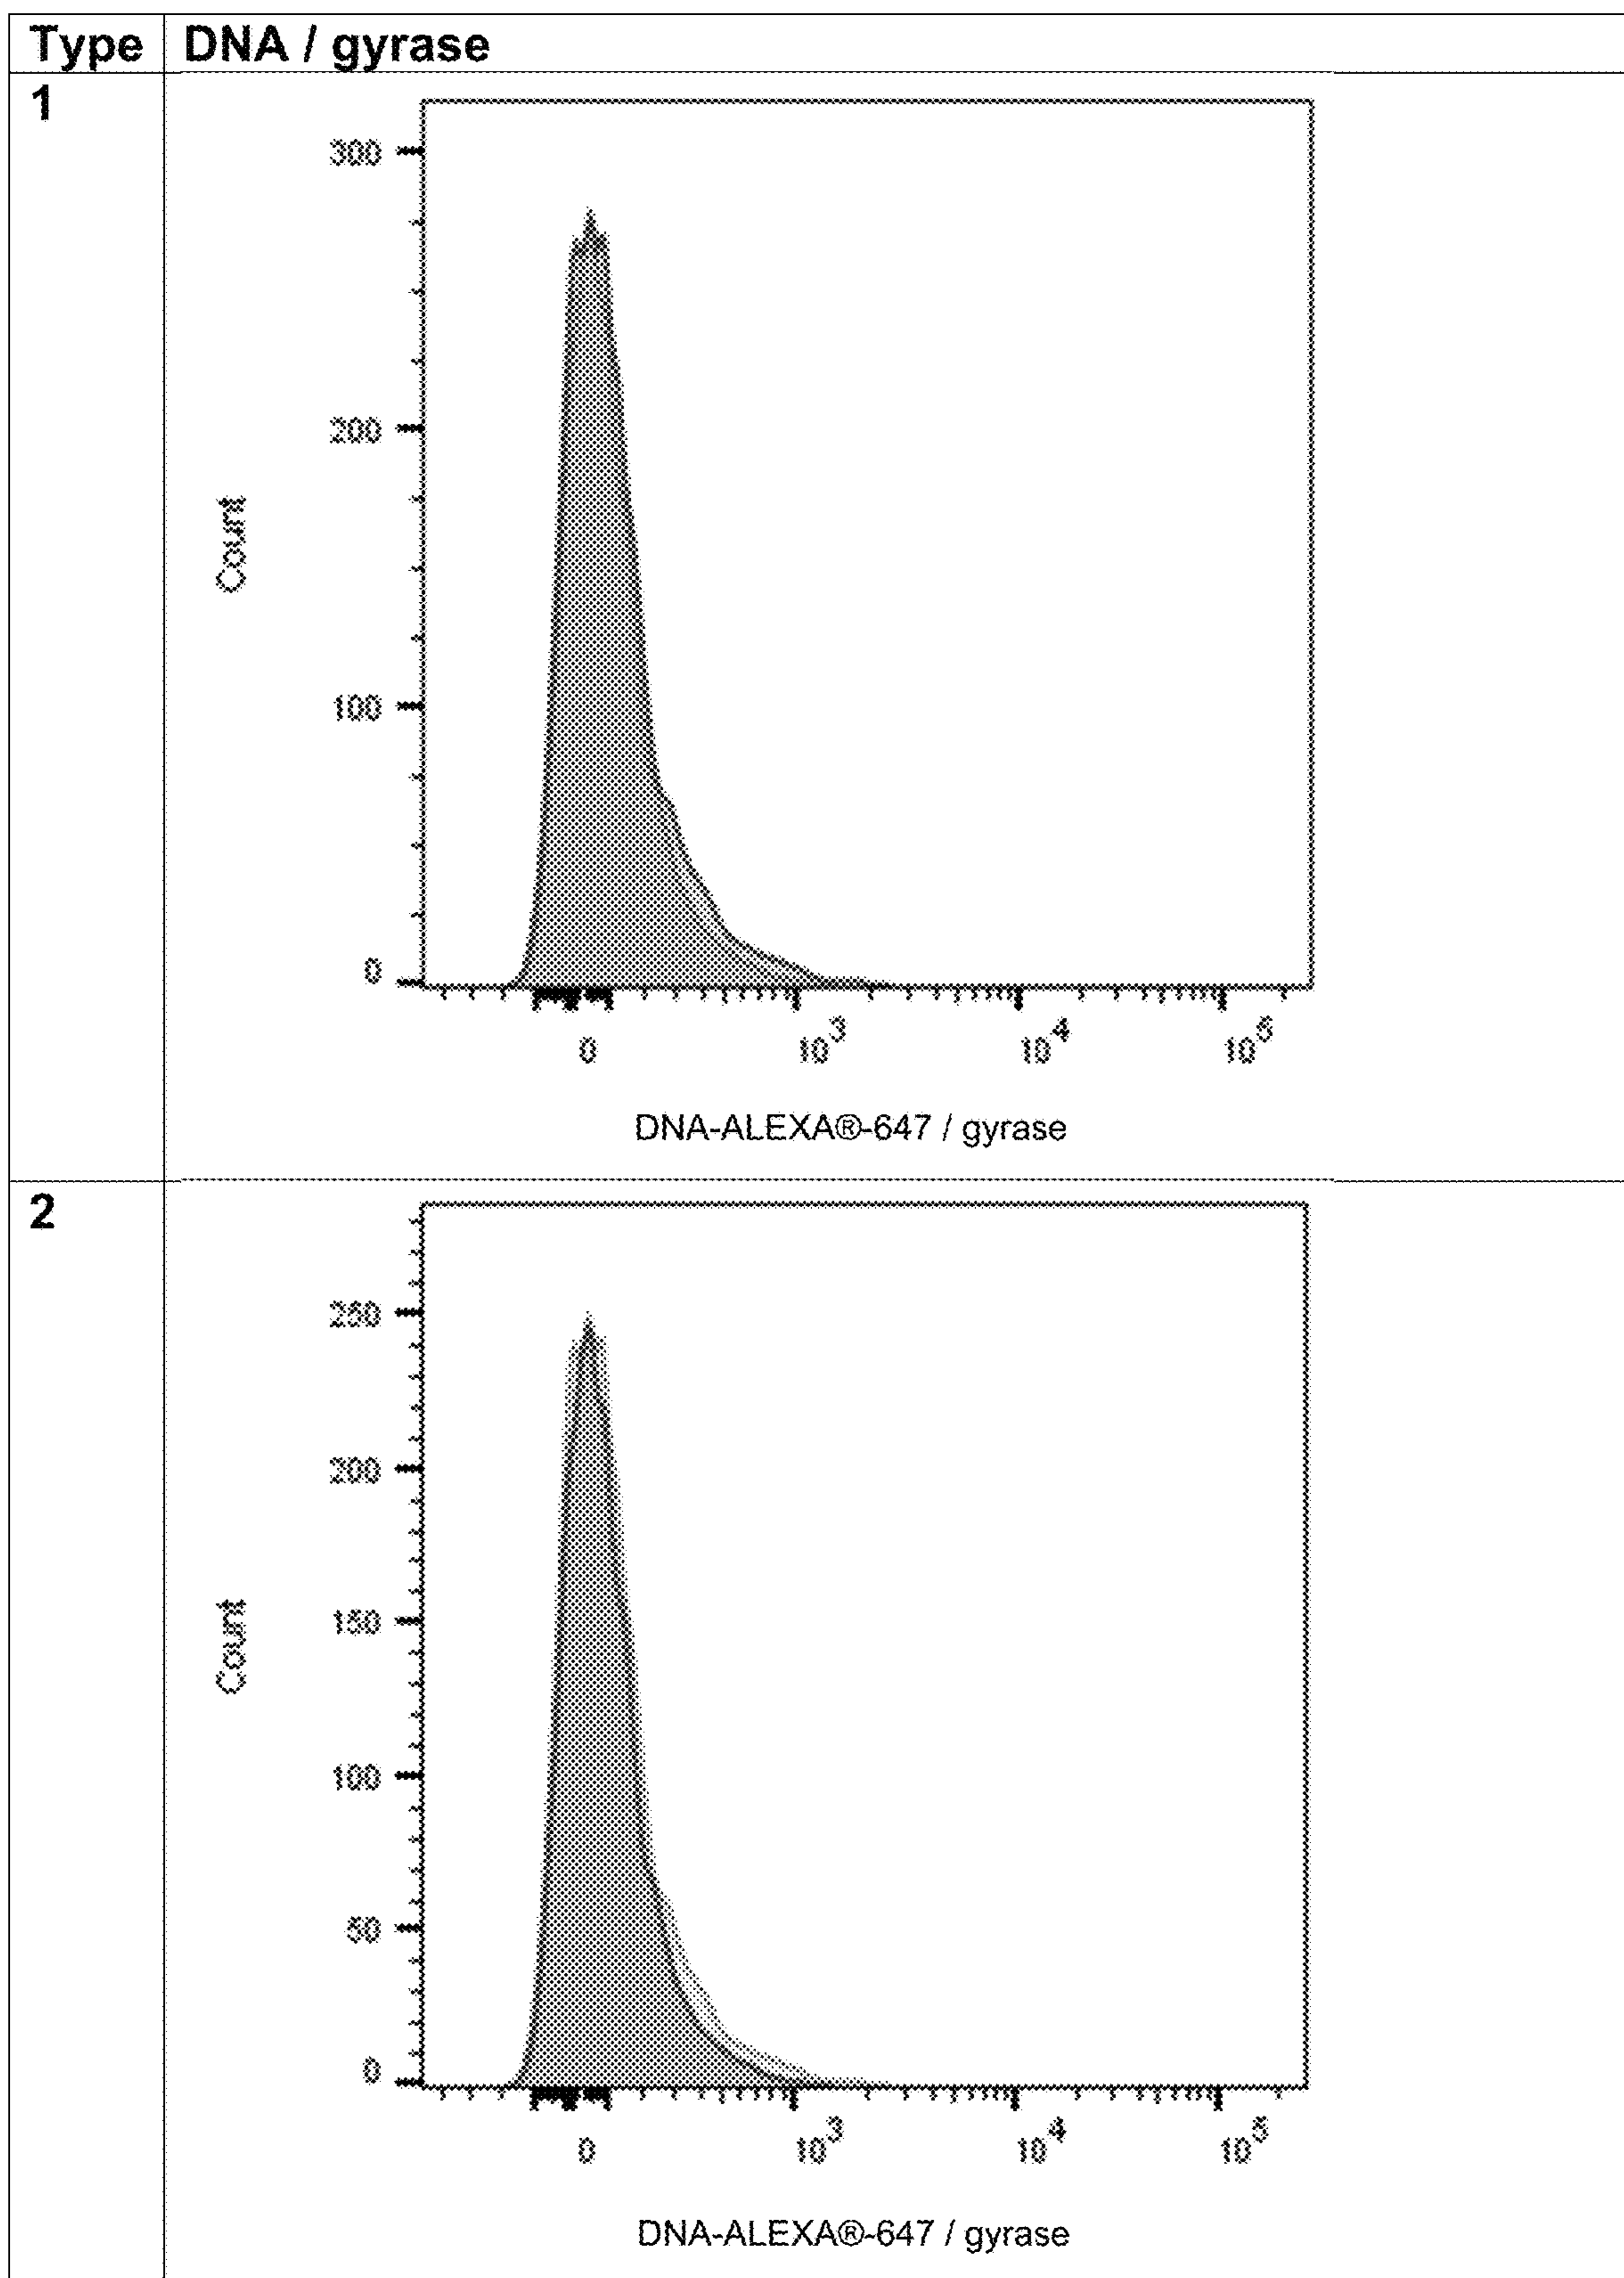 Type DNA / gyrase
1
300
200
100
0
Count
0 10^3 10^4 10^5
DNA-ALEXA®-647 / gyrase
2
250
200
150
100
50
0
Count
0 10^3 10^4 10^5
DNA-ALEXA®-647 / gyrase